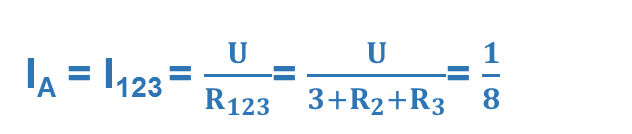 I_A = I_123 = U/R_123 = U/(3+R_2+R_3) = 1/8